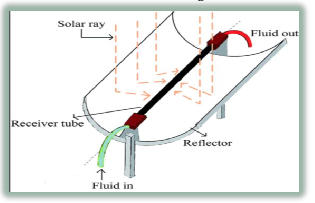 Solar ray
Fluid out
Receiver tube
Reflector
Fluid in